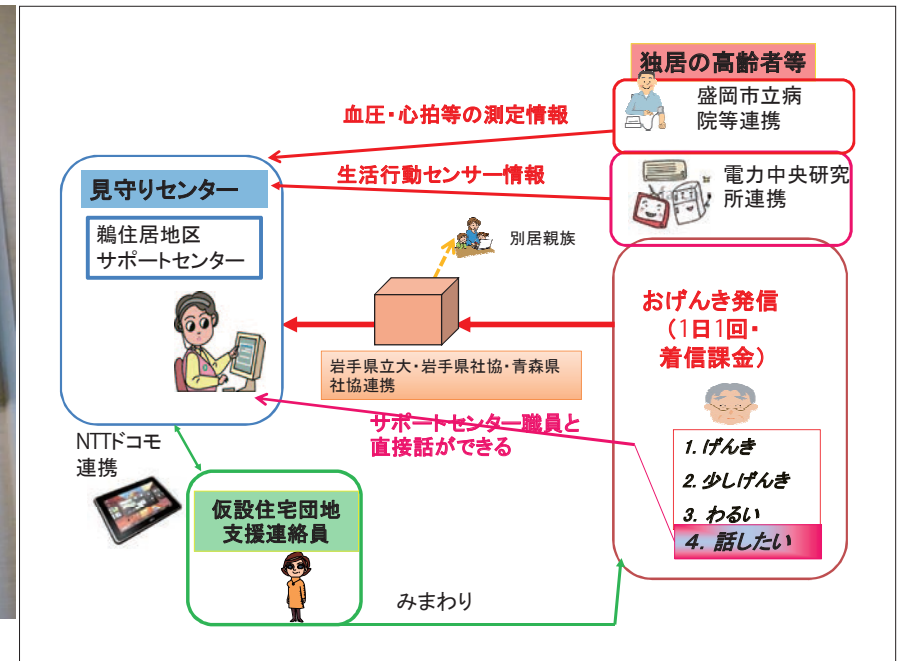 独居の高齢者等
盛岡市立病
院等連携
血圧・心拍等の測定情報
生活行動センサー情報
電力中央研究
所連携
見守りセンター
鵜住居地区
サポートセンター
別居親族
おげんき発信
(1日1回・
着信課金)
岩手県立大・岩手県社協・青森県
社協連携
サポートセンター職員と
直接話ができる
1. げんき
2. 少しげんき
3. わるい
4. 話したい
NTTドコモ
連携
仮設住宅団地
支援連絡員
みまわり